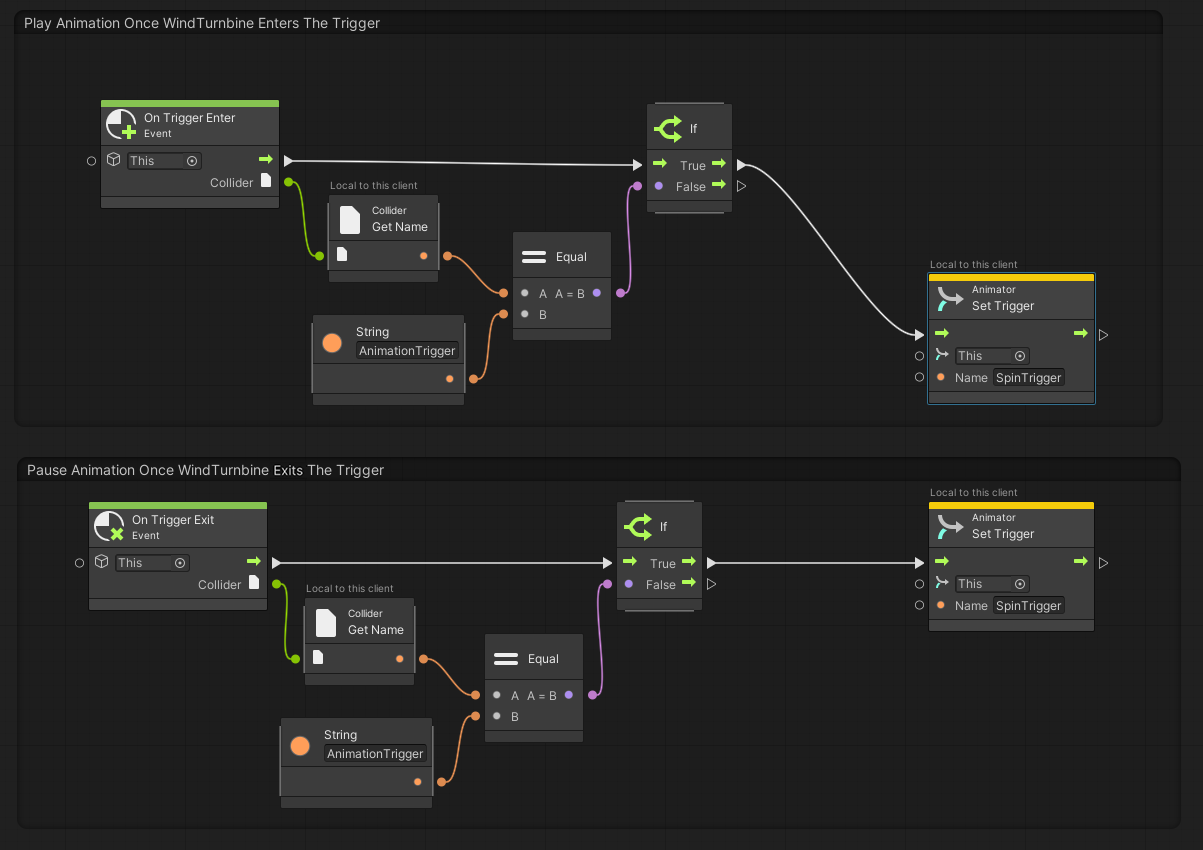 Play Animation Once WindTurnbine Enters The Trigger
On Trigger Enter
Event
This
Collider
Local to this client
Collider
Get Name
String
AnimationTrigger
Equal
A A = B
B
If
True
False
Local to this client
Animator
Set Trigger
This
Name SpinTrigger
Pause Animation Once WindTurnbine Exits The Trigger
On Trigger Exit
Event
This
Collider
Local to this client
Collider
Get Name
String
AnimationTrigger
Equal
A A = B
B
If
True
False
Local to this client
Animator
Set Trigger
This
Name SpinTrigger